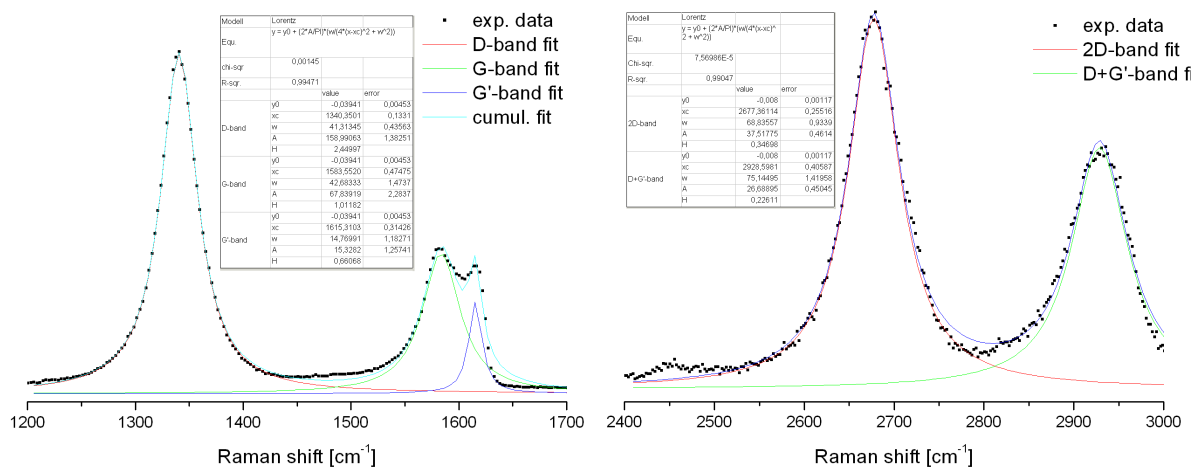 Modell Lorentz
Equ. y = y0 + (2*A/PI)*(w/(4*(x-xc)^2 + w^2))
chi-sqr 0,00145
R-sqr. 0,99471
value error
D-band
y0 -0,03941 0,00453
xc 1340,3501 0,1331
w 41,31345 0,43563
A 158,99063 1,38251
H 2,44997
G-band
y0 -0,03941 0,00453
xc 1583,5520 0,47475
w 42,68333 1,4737
A 67,83919 2,2837
H 1,01182
G'-band
y0 -0,03941 0,00453
xc 1615,3103 0,31426
w 14,76991 1,18271
A 15,3282 1,25741
H 0,66068
exp. data
D-band fit
G-band fit
G'-band fit
cumul. fit
1200 1300 1400 1500 1600 1700
Raman shift [cm-1]
Modell Lorentz
Equ. y = y0 + (2*A/PI)*(w/(4*(x-xc)^
2 + w^2))
Chi-sqr. 7,56986E-5
R-sqr. 0,99047
value error
2D-band
y0 -0,008 0,00117
xc 2677,36114 0,25516
w 68,83557 0,9339
A 37,51775 0,4614
H 0,34698
D+G'-band
y0 -0,008 0,00117
xc 2928,5981 0,40587
w 75,14495 1,41958
A 26,68895 0,45045
H 0,22611
exp. data
2D-band fit
D+G'-band fi
2400 2500 2600 2700 2800 2900 3000
Raman shift [cm-1]